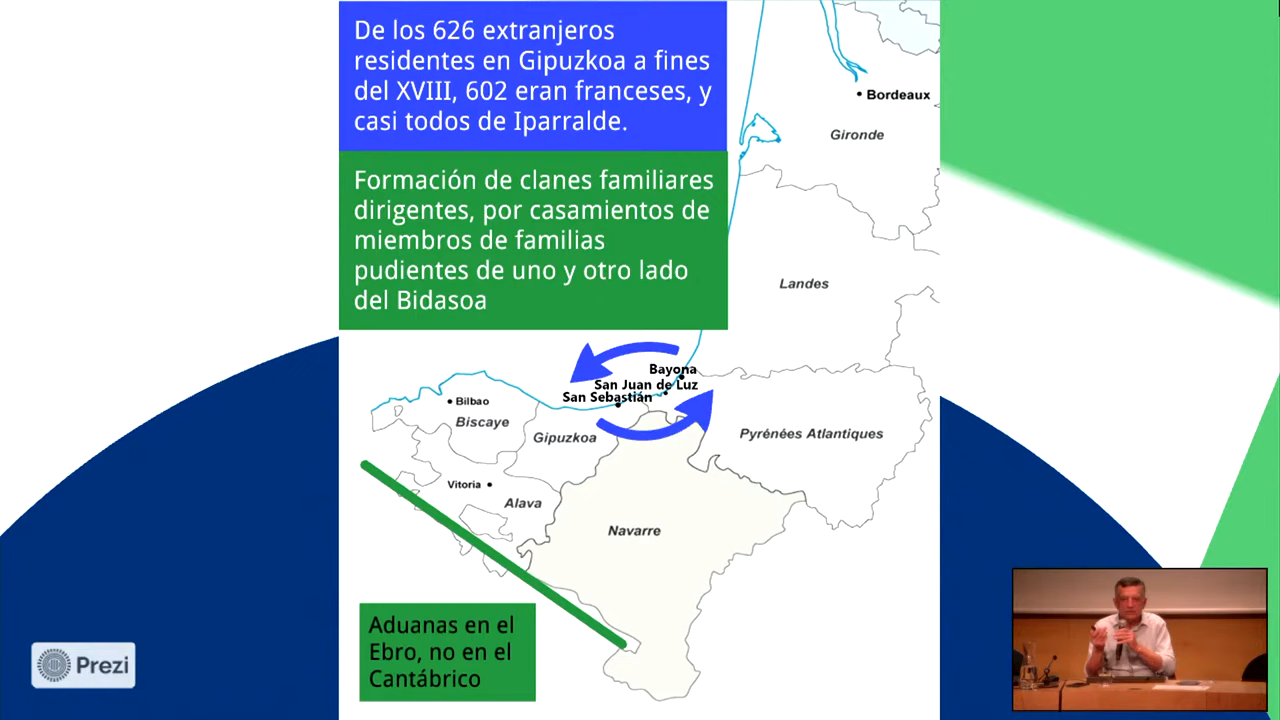 De los 626 extranjeros
residentes en Gipuzkoa a fines
del XVIII, 602 eran franceses, y
casi todos de Iparralde.
Formación de clanes familiares
dirigentes, por casamientos de
miembros de familias
pudientes de uno y otro lado
del Bidasoa
Bordeaux
Gironde
Landes
Bayona
San Juan de Luz
San Sebastián
Bilbao
Biscaye
Gipuzkoa
Pyrénées Atlantiques
Vitoria
Alava
Navarre
Aduanas en el
Ebro, no en el
Cantábrico
Prezi